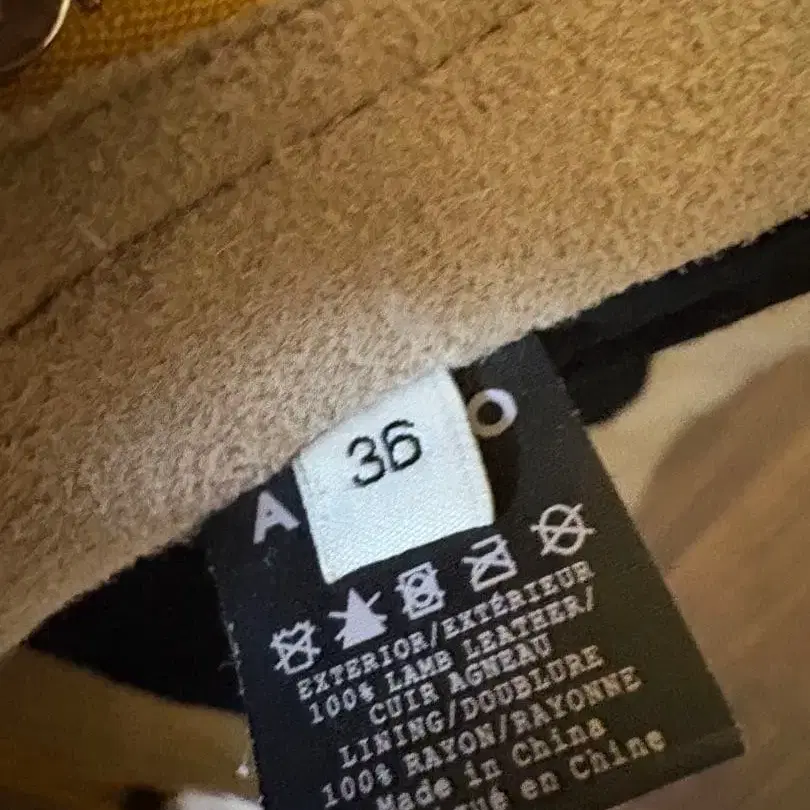 36
A O
EXTERIOR/EXTÉRIEUR
100% LAMB LEATHER/
CUIR AGNEAU
LINING/DOUBLURE
100% RAYON/RAYONNE
Made in China
en Chine